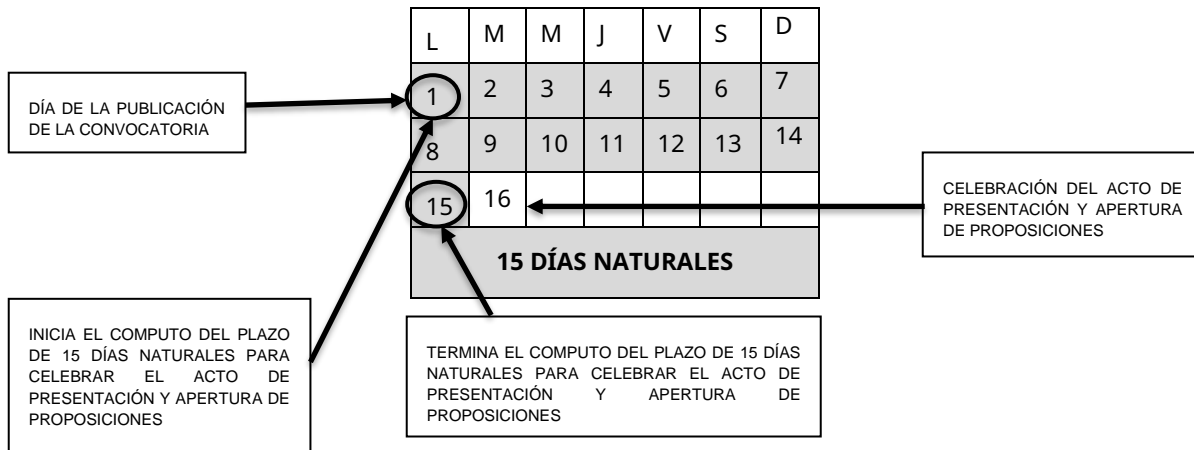 L M M J V S D
1 2 3 4 5 6 7
8 9 10 11 12 13 14
15 16
15 DÍAS NATURALES
DÍA DE LA PUBLICACIÓN
DE LA CONVOCATORIA
CELEBRACIÓN DEL ACTO DE
PRESENTACIÓN Y APERTURA
DE PROPOSICIONES
INICIA EL COMPUTO DEL PLAZO
DE 15 DÍAS NATURALES PARA
CELEBRAR EL ACTO DE
PRESENTACIÓN Y APERTURA DE
PROPOSICIONES
TERMINA EL COMPUTO DEL PLAZO DE 15 DÍAS
NATURALES PARA CELEBRAR EL ACTO DE
PRESENTACIÓN Y APERTURA DE
PROPOSICIONES